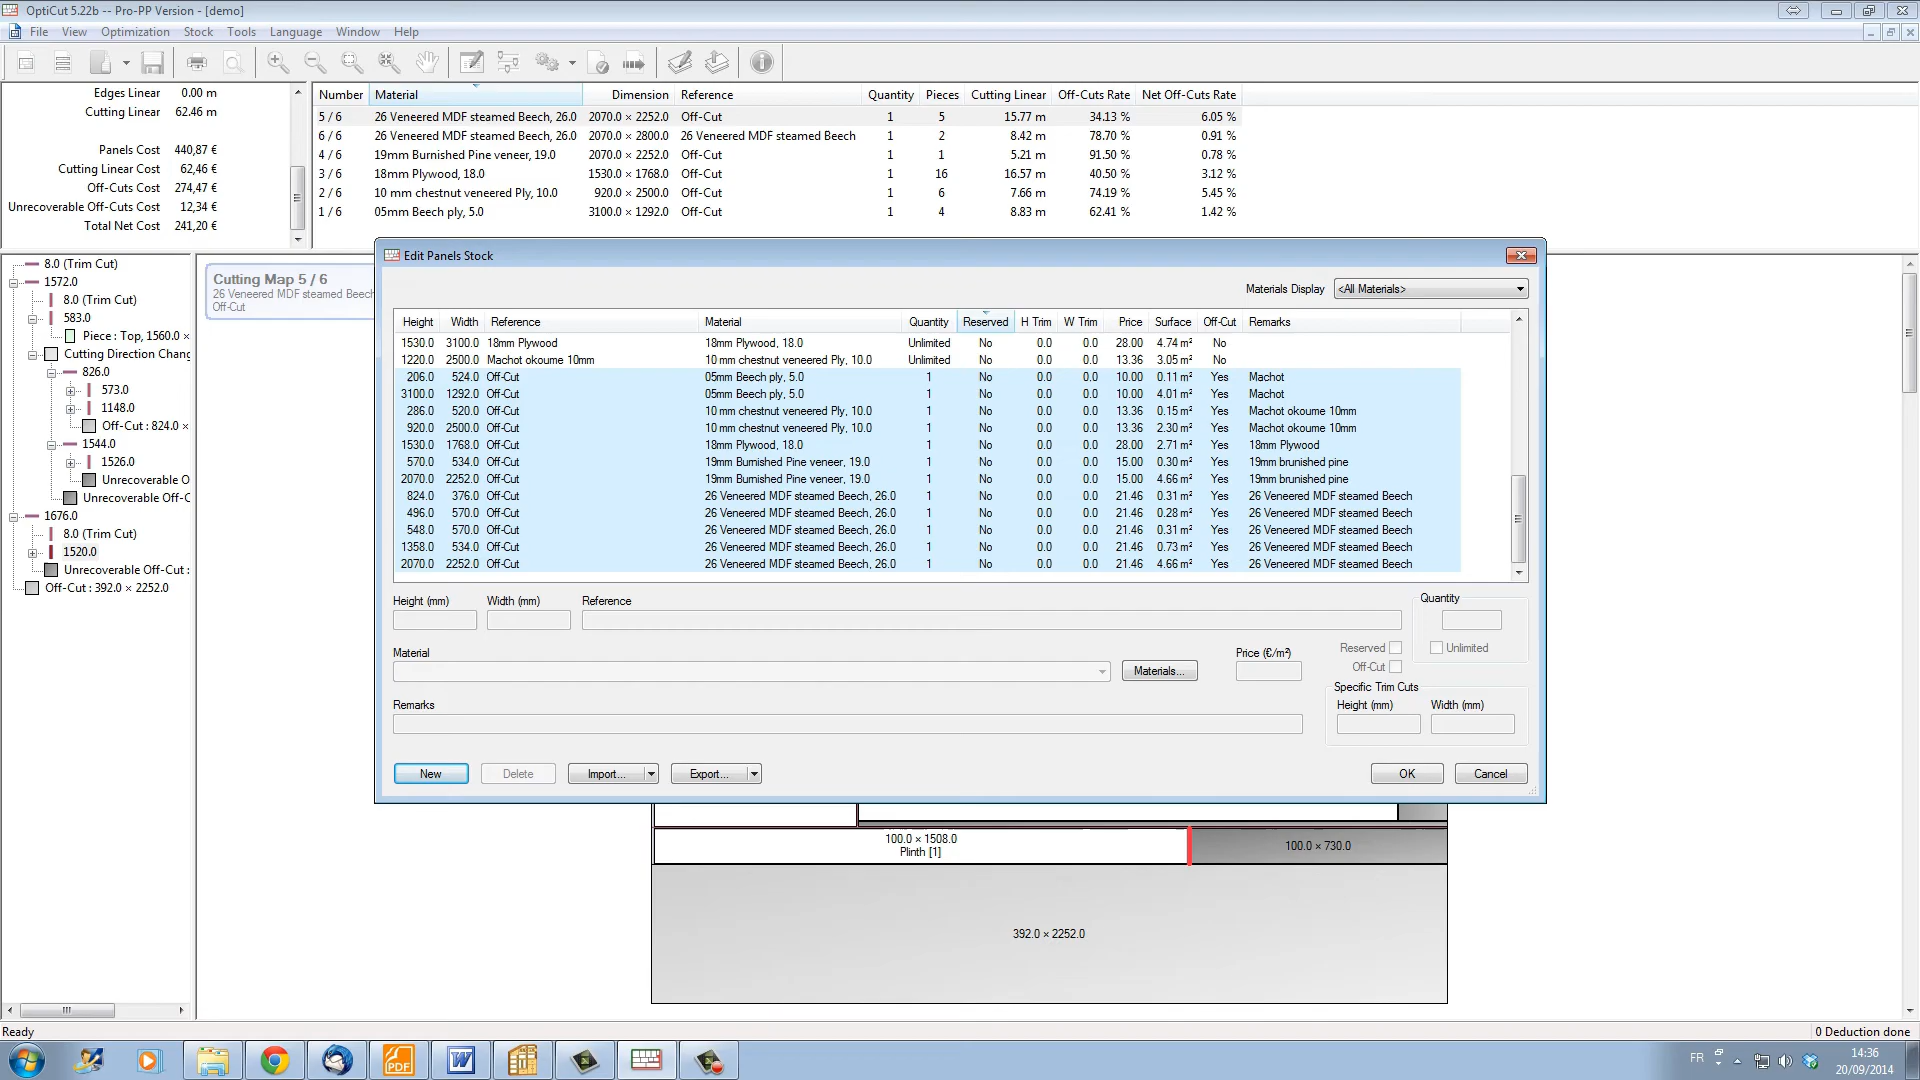 OptiCut 5.22b -- Pro-PP Version - [demo]
File View Optimization Stock Tools Language Window Help
Edges Linear 0.00 m
Cutting Linear 62.46 m
Panels Cost 440,87 €
Cutting Linear Cost 62,46 €
Off-Cuts Cost 274,47 €
Unrecoverable Off-Cuts Cost 12,34 €
Total Net Cost 241,20 €
Number Material Dimension Reference Quantity Pieces Cutting Linear Off-Cuts Rate Net Off-Cuts Rate
5 / 6 26 Veneered MDF steamed Beech, 26.0 2070.0 × 2252.0 Off-Cut 1 5 15.77 m 34.13 % 6.05 %
6 / 6 26 Veneered MDF steamed Beech, 26.0 2070.0 × 2800.0 26 Veneered MDF steamed Beech 1 2 8.42 m 78.70 % 0.91 %
4 / 6 19mm Burnished Pine veneer, 19.0 2070.0 × 2252.0 Off-Cut 1 1 5.21 m 91.50 % 0.78 %
3 / 6 18mm Plywood, 18.0 1530.0 × 1768.0 Off-Cut 1 16 16.57 m 40.50 % 3.12 %
2 / 6 10 mm chestnut veneered Ply, 10.0 920.0 × 2500.0 Off-Cut 1 6 7.66 m 74.19 % 5.45 %
1 / 6 05mm Beech ply, 5.0 3100.0 × 1292.0 Off-Cut 1 4 8.83 m 62.41 % 1.42 %
8.0 (Trim Cut)
1572.0
8.0 (Trim Cut)
583.0
Piece : Top, 1560.0 ×
Cutting Direction Chang
826.0
573.0
1148.0
Off-Cut : 824.0 ×
1544.0
1526.0
Unrecoverable O
Unrecoverable Off-C
1676.0
8.0 (Trim Cut)
1520.0
Unrecoverable Off-Cut :
Off-Cut : 392.0 × 2252.0
Cutting Map 5 / 6
26 Veneered MDF steamed Beech
Off-Cut
Edit Panels Stock
Materials Display <All Materials>
Height Width Reference Material Quantity Reserved H Trim W Trim Price Surface Off-Cut Remarks
1530.0 3100.0 18mm Plywood 18mm Plywood, 18.0 Unlimited No 0.0 0.0 28.00 4.74 m² No
1220.0 2500.0 Machot okoume 10mm 10 mm chestnut veneered Ply, 10.0 Unlimited No 0.0 0.0 13.36 3.05 m² No
206.0 524.0 Off-Cut 05mm Beech ply, 5.0 1 No 0.0 0.0 10.00 0.11 m² Yes Machot
3100.0 1292.0 Off-Cut 05mm Beech ply, 5.0 1 No 0.0 0.0 10.00 4.01 m² Yes Machot
286.0 520.0 Off-Cut 10 mm chestnut veneered Ply, 10.0 1 No 0.0 0.0 13.36 0.15 m² Yes Machot okoume 10mm
920.0 2500.0 Off-Cut 10 mm chestnut veneered Ply, 10.0 1 No 0.0 0.0 13.36 2.30 m² Yes Machot okoume 10mm
1530.0 1768.0 Off-Cut 18mm Plywood, 18.0 1 No 0.0 0.0 28.00 2.71 m² Yes 18mm Plywood
570.0 534.0 Off-Cut 19mm Burnished Pine veneer, 19.0 1 No 0.0 0.0 15.00 0.30 m² Yes 19mm brunished pine
2070.0 2252.0 Off-Cut 19mm Burnished Pine veneer, 19.0 1 No 0.0 0.0 15.00 4.66 m² Yes 19mm brunished pine
824.0 376.0 Off-Cut 26 Veneered MDF steamed Beech, 26.0 1 No 0.0 0.0 21.46 0.31 m² Yes 26 Veneered MDF steamed Beech
496.0 570.0 Off-Cut 26 Veneered MDF steamed Beech, 26.0 1 No 0.0 0.0 21.46 0.28 m² Yes 26 Veneered MDF steamed Beech
548.0 570.0 Off-Cut 26 Veneered MDF steamed Beech, 26.0 1 No 0.0 0.0 21.46 0.31 m² Yes 26 Veneered MDF steamed Beech
1358.0 534.0 Off-Cut 26 Veneered MDF steamed Beech, 26.0 1 No 0.0 0.0 21.46 0.73 m² Yes 26 Veneered MDF steamed Beech
2070.0 2252.0 Off-Cut 26 Veneered MDF steamed Beech, 26.0 1 No 0.0 0.0 21.46 4.66 m² Yes 26 Veneered MDF steamed Beech
Height (mm) Width (mm) Reference Quantity
Reserved Unlimited
Material Price (€/m²)
Materials... Off-Cut
Specific Trim Cuts
Remarks Height (mm) Width (mm)
New Delete Import... Export... OK Cancel
100.0 × 1508.0
Plinth [1]
100.0 × 730.0
392.0 × 2252.0
Ready 0 Deduction done
PDF W FR 14:36
20/09/2014